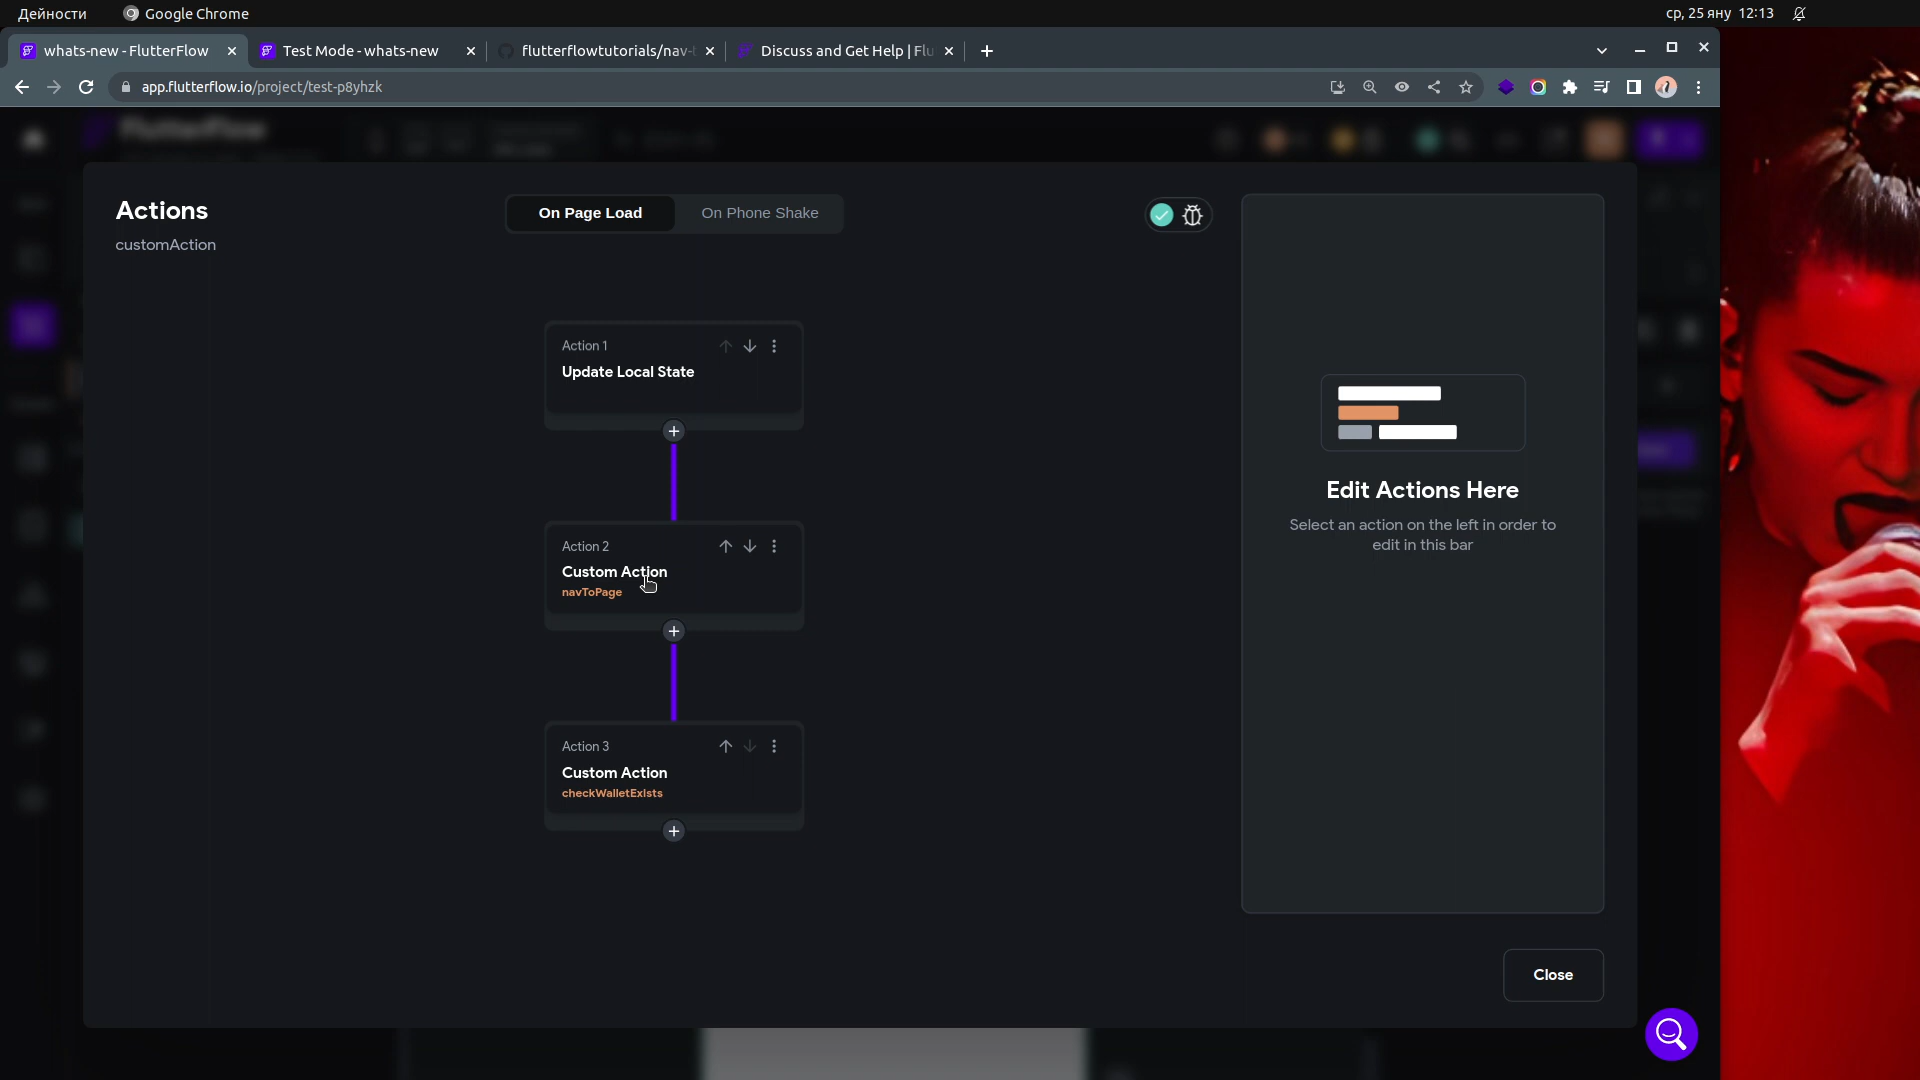 Дейности
Google Chrome
ср, 25 яну 12:13
whats-new - FlutterFlow
Test Mode - whats-new
flutterflowtutorials/nav-
Discuss and Get Help | Flu
app.flutterflow.io/project/test-p8yhzk
FlutterFlow
Actions
customAction
On Page Load
On Phone Shake
Action 1
Update Local State
Action 2
Custom Action
navToPage
Action 3
Custom Action
checkWalletExists
Edit Actions Here
Select an action on the left in order to
edit in this bar
Close